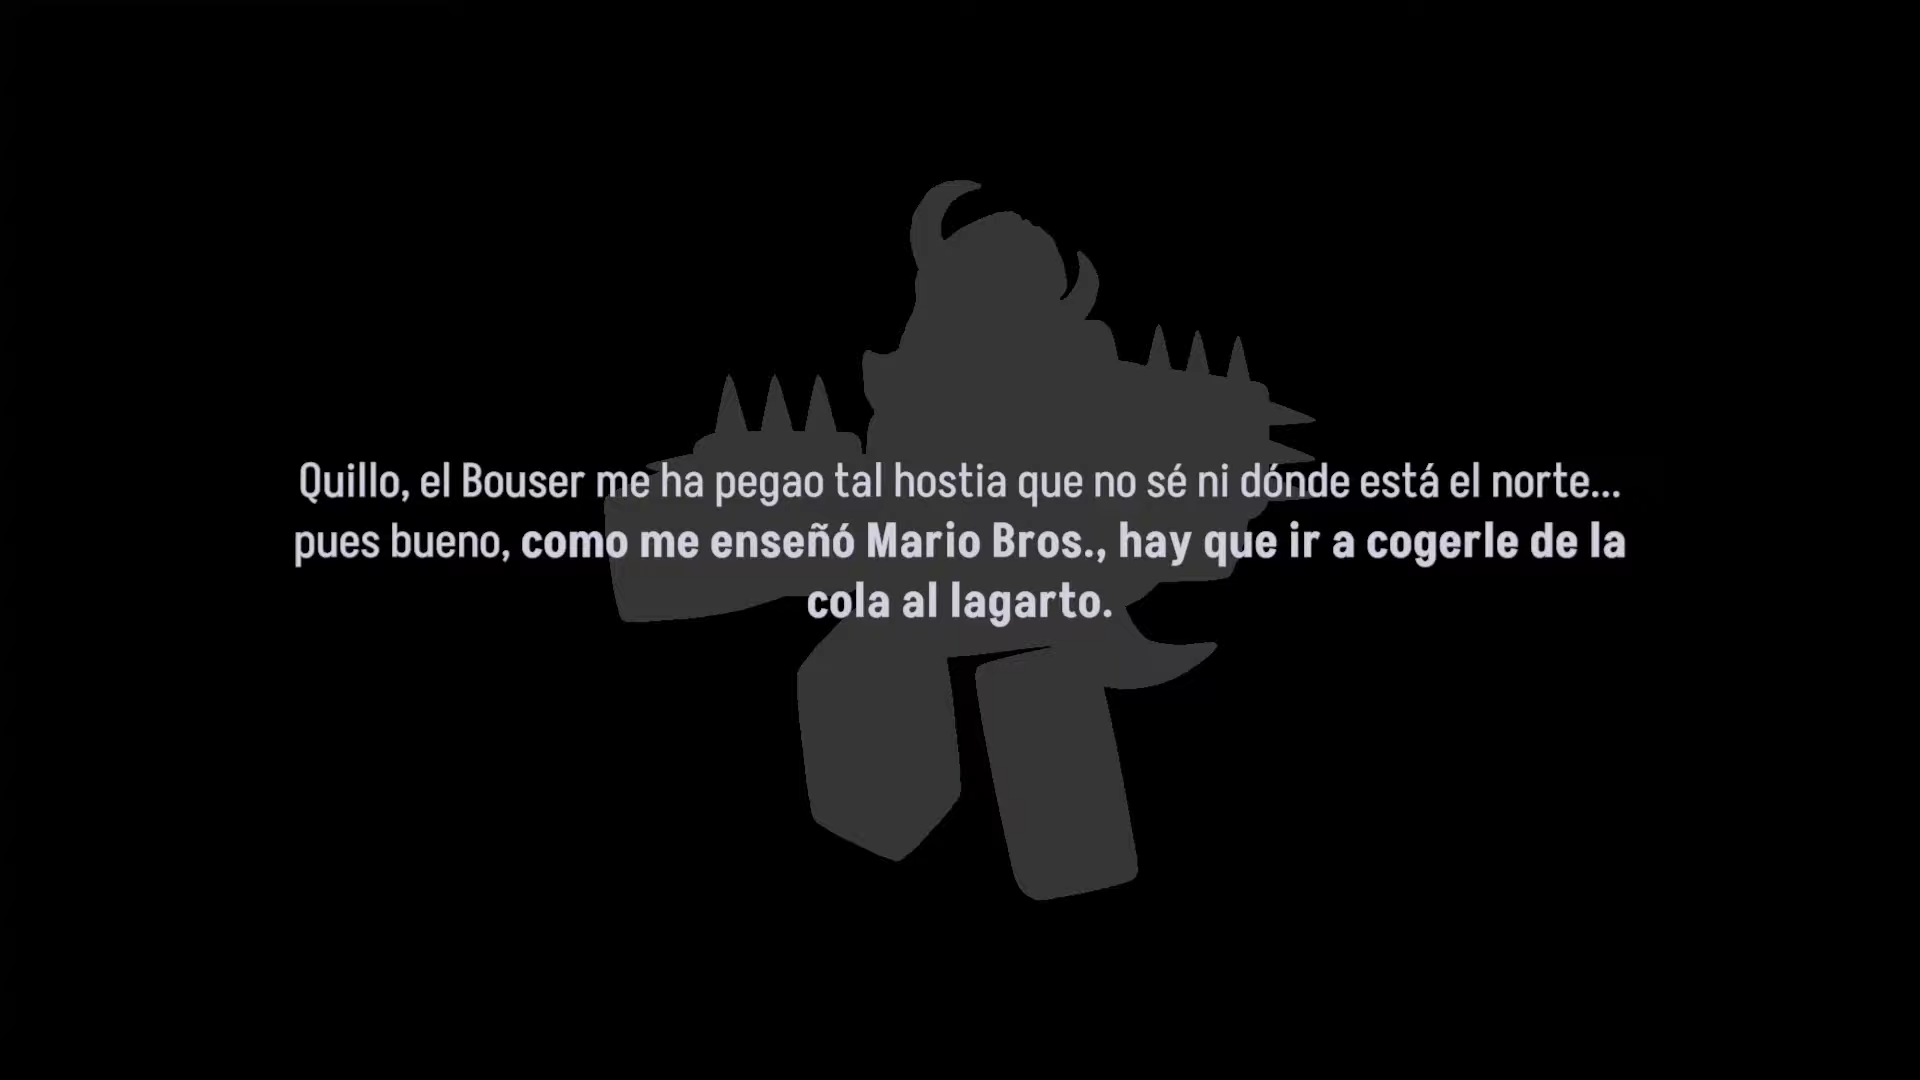 Quillo, el Bouser me ha pegao tal hostia que no sé ni dónde está el norte...
pues bueno, como me enseñó Mario Bros., hay que ir a cogerle de la
cola al lagarto.